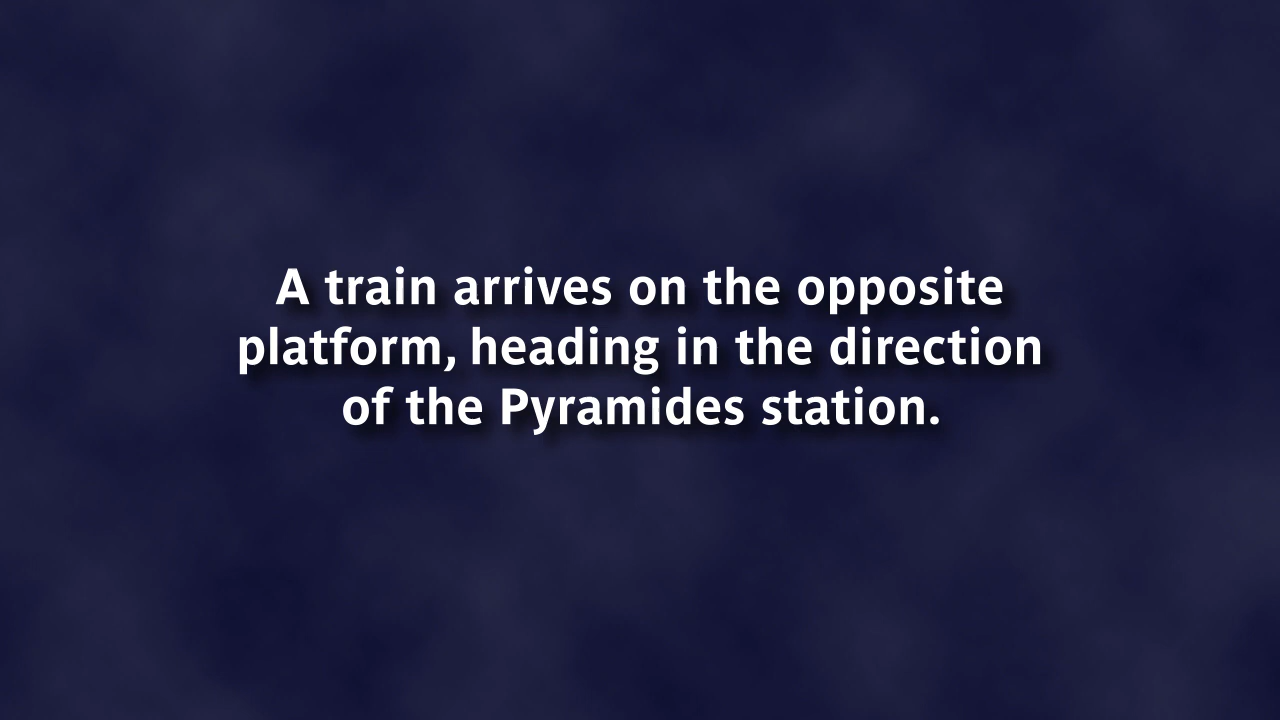 A train arrives on the opposite
platform, heading in the direction
of the Pyramides station.